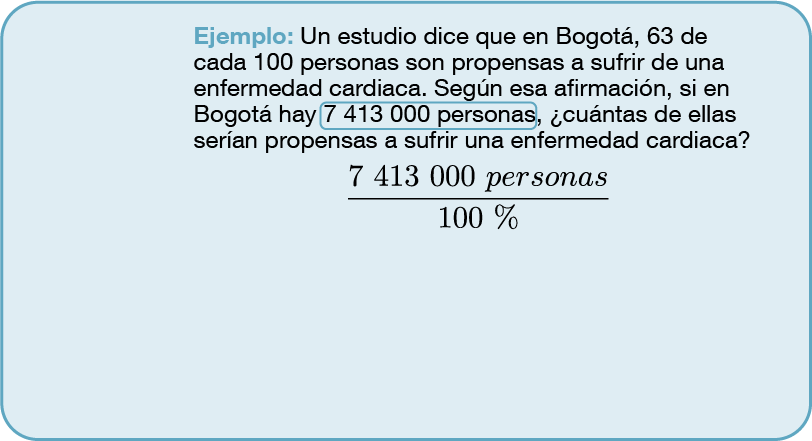 Ejemplo: Un estudio dice que en Bogotá, 63 de
cada 100 personas son propensas a sufrir de una
enfermedad cardiaca. Según esa afirmación, si en
Bogotá hay 7 413 000 personas, ¿cuántas de ellas
serían propensas a sufrir una enfermedad cardiaca?
7 413 000 personas
100 %